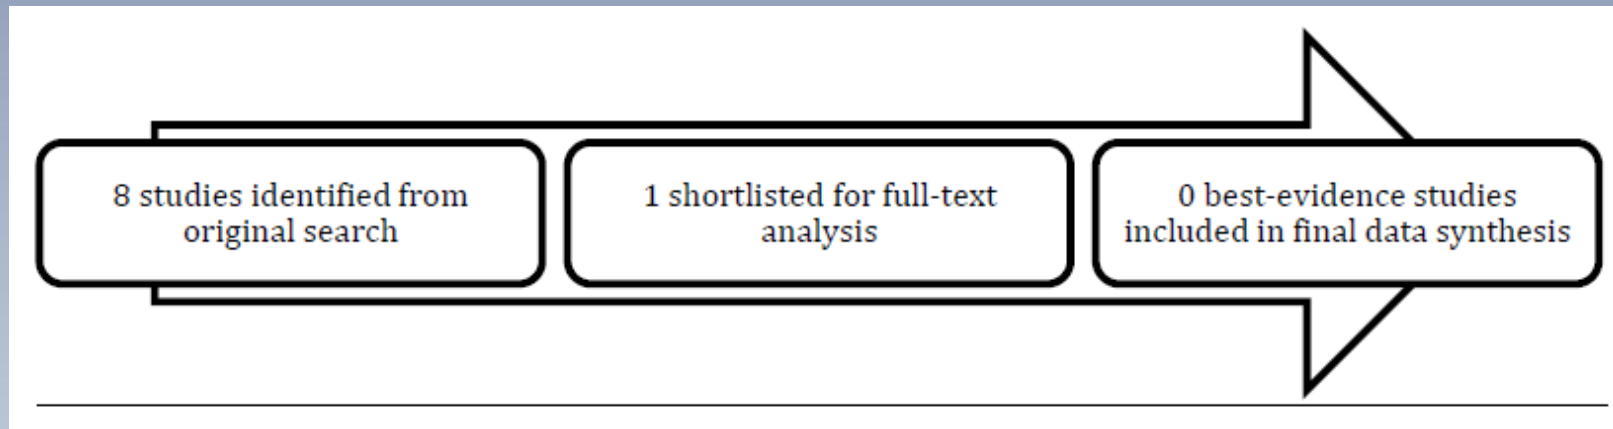 8 studies identified from
original search
1 shortlisted for full-text
analysis
0 best-evidence studies
included in final data synthesis